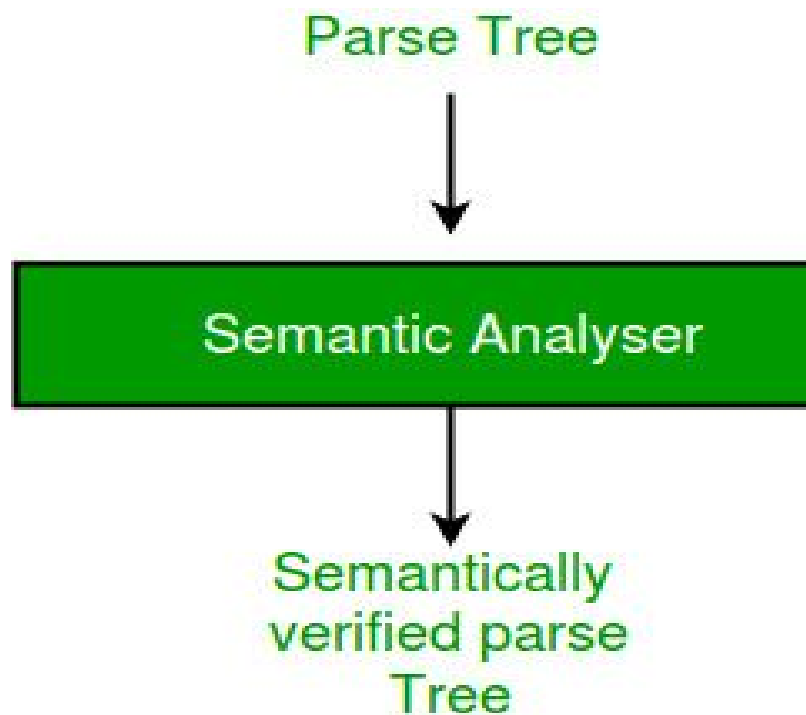 Parse Tree
Semantic Analyser
Semantically
verified parse
Tree